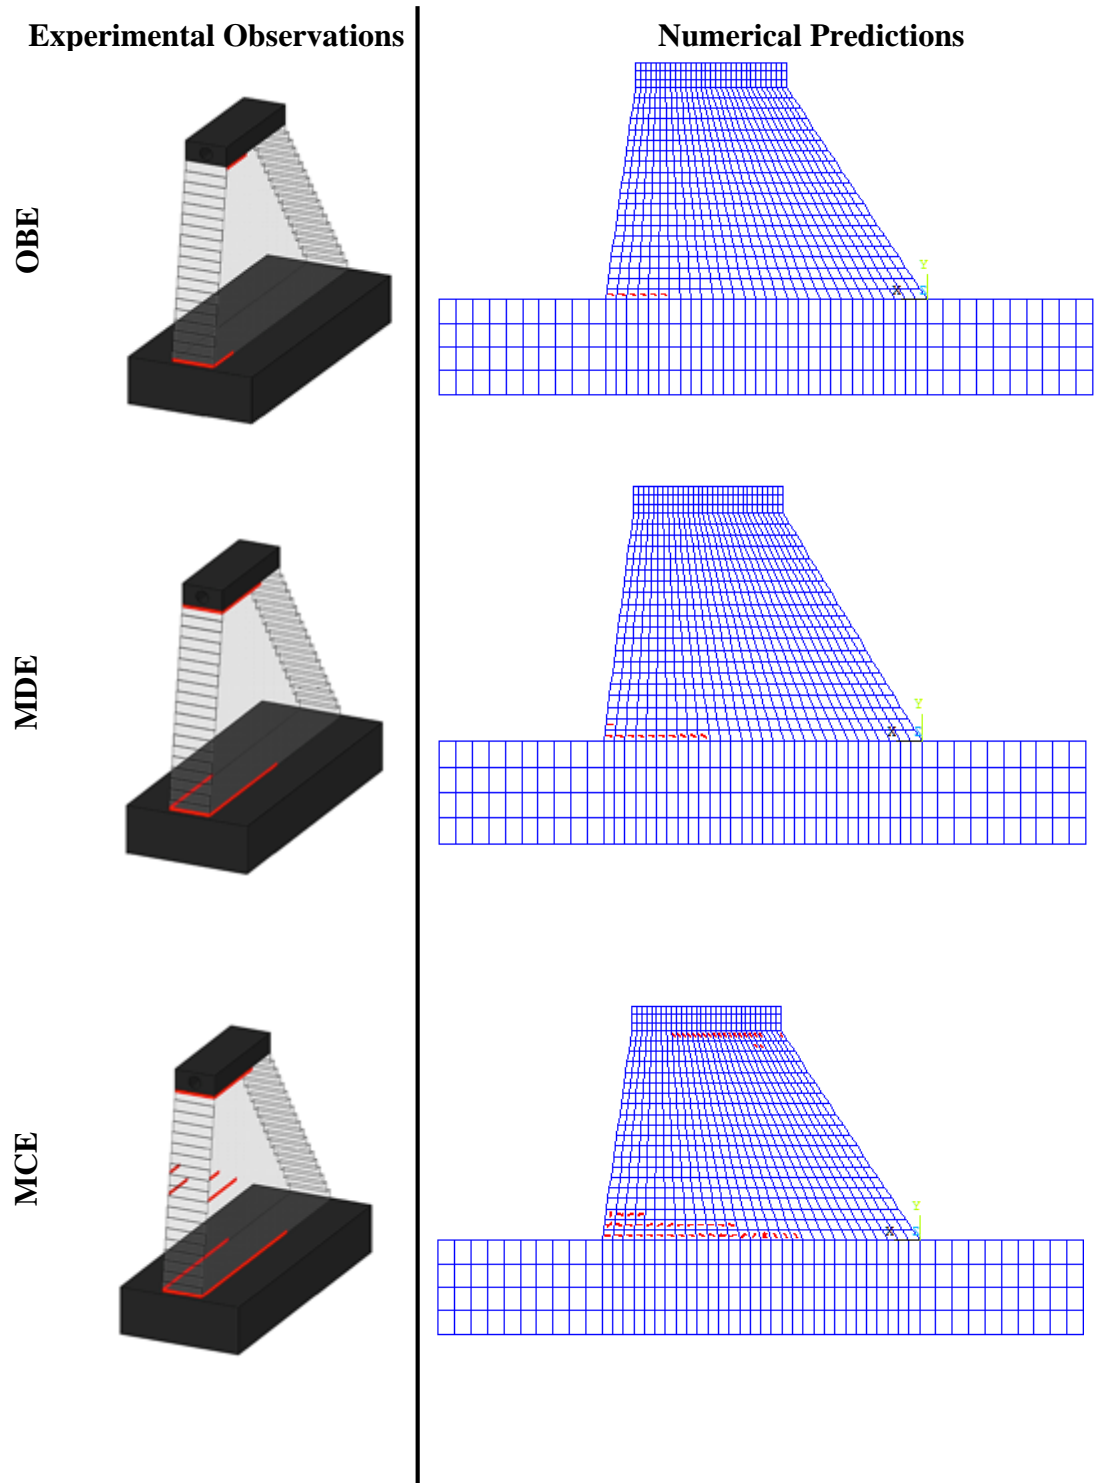 Experimental Observations
Numerical Predictions
OBE
Y
X
Z
MDE
Y
X
Z
MCE
Y
X
Z